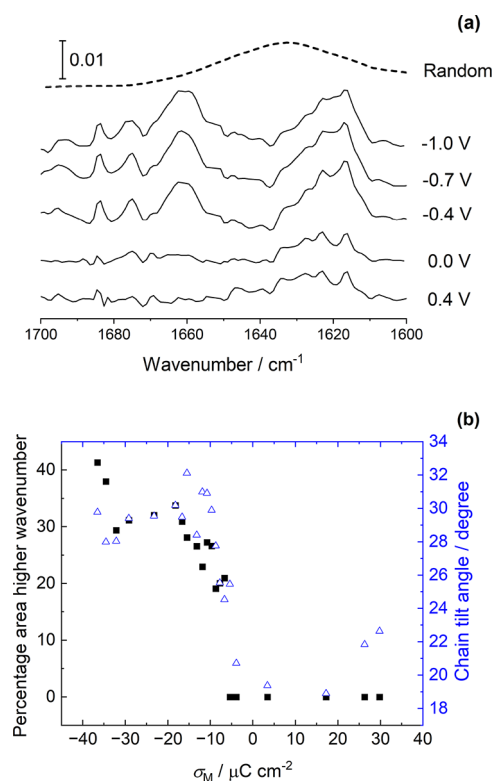 (a)
0.01
Random
-1.0 V
-0.7 V
-0.4 V
0.0 V
0.4 V
1700 1680 1660 1640 1620 1600
Wavenumber / cm-1
(b)
Percentage area higher wavenumber
40
30
20
10
0
34
32
30
28
26
24
22
20
18
Chain tilt angle / degree
−40 −30 −20 −10 0 10 20 30 40
σM / μC cm-2